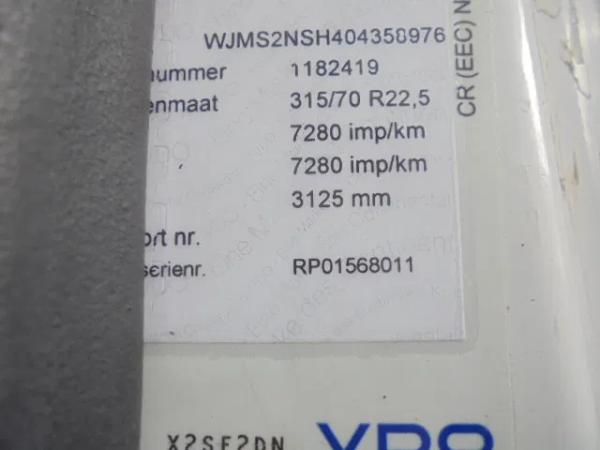 WJMS2NSH404358976
nummer 1182419
enmaat 315/70 R22,5
7280 imp/km
7280 imp/km
3125 mm
ort nr.
serienr. RP01568011
CR (EEC) N
VDO